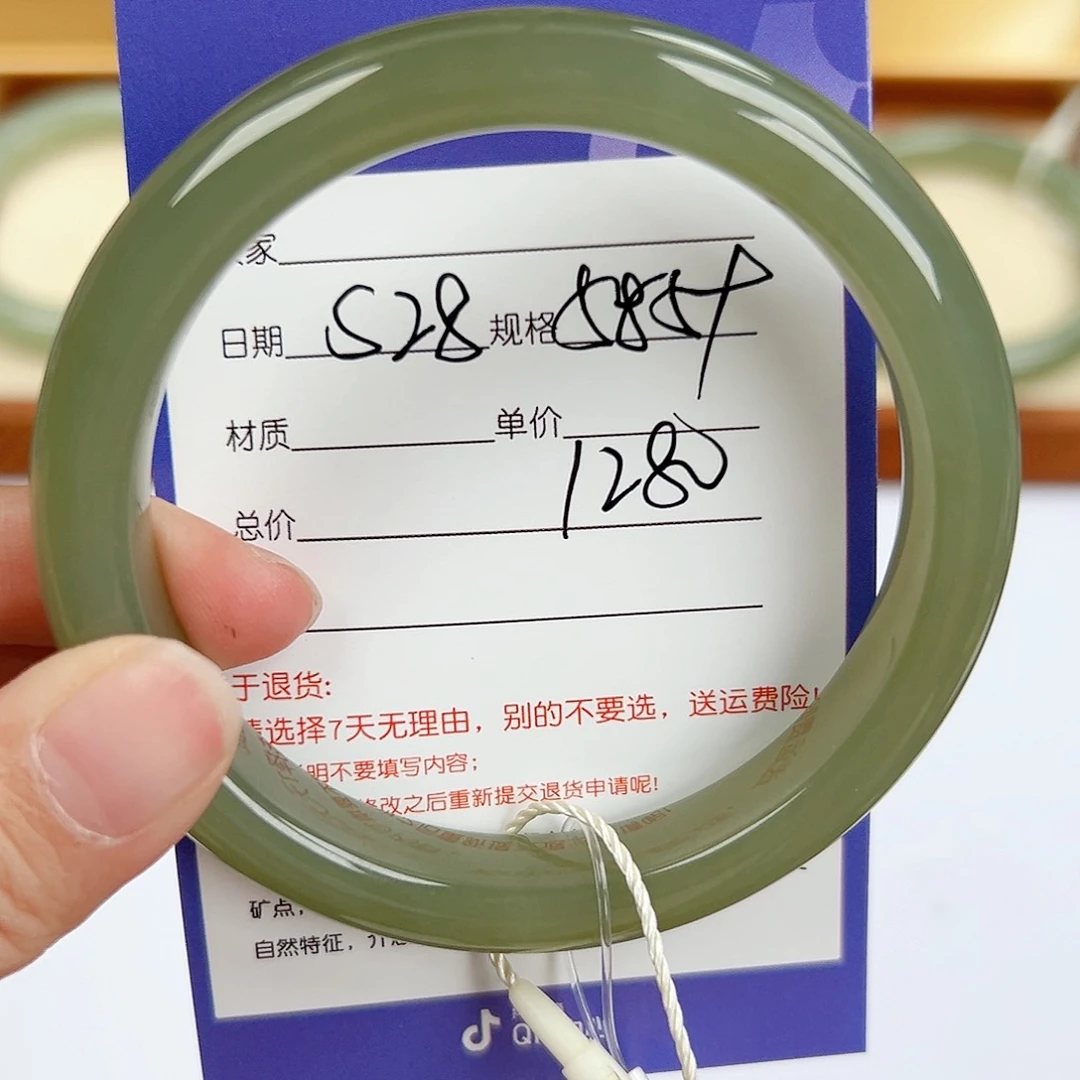 家
日期 528 规格 5854
材质 单价
1280
总价
于退货:
请选择7天无理由，别的不要选，送运费险!
明不要填写内容；
修改之后重新提交退货申请呢!
矿点，
自然特征，